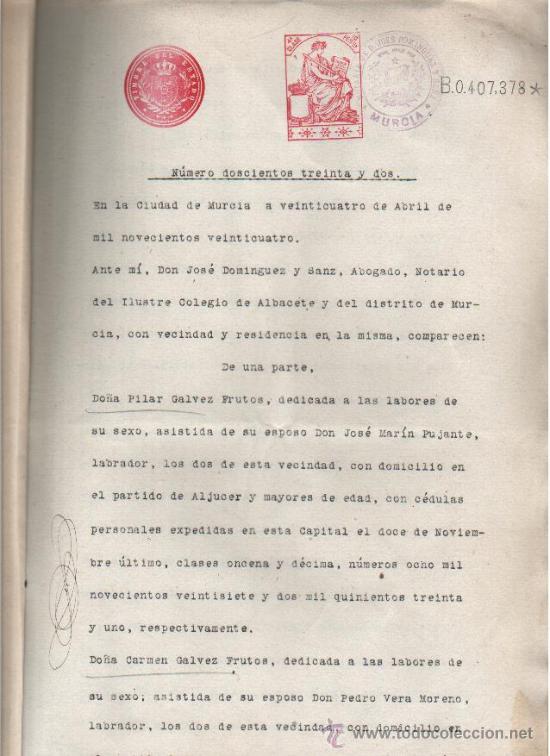 TIMBRE DEL ESTADO
MURCIA
B.0.407,378 *
Número doscientos treinta y dos.
En la Ciudad de Murcia a veinticuatro de Abril de
mil novecientos veinticuatro.
Ante mí, Don José Dominguez y Sanz, Abogado, Notario
del Ilustre Colegio de Albacete y del distrito de Mur-
cia, con vecindad y residencia en la misma, comparecen:
De una parte,
Doña Pilar Galvez Frutos, dedicada a las labores de
su sexo, asistida de su esposo Don José Marín Pujante,
labrador, los dos de esta vecindad, con domicilio en
el partido de Aljucer y mayores de edad, con cédulas
personales expedidas en esta Capital el doce de Noviem-
bre último, clases oncena y décima, números ocho mil
novecientos veintisiete y dos mil quinientos treinta
y uno, respectivamente.
Doña Carmen Galvez Frutos, dedicada a las labores de
su sexo; asistida de su esposo Don Pedro Vera Moreno,
labrador, los dos de esta vecindad, con domicilio en
todocoleccion.net